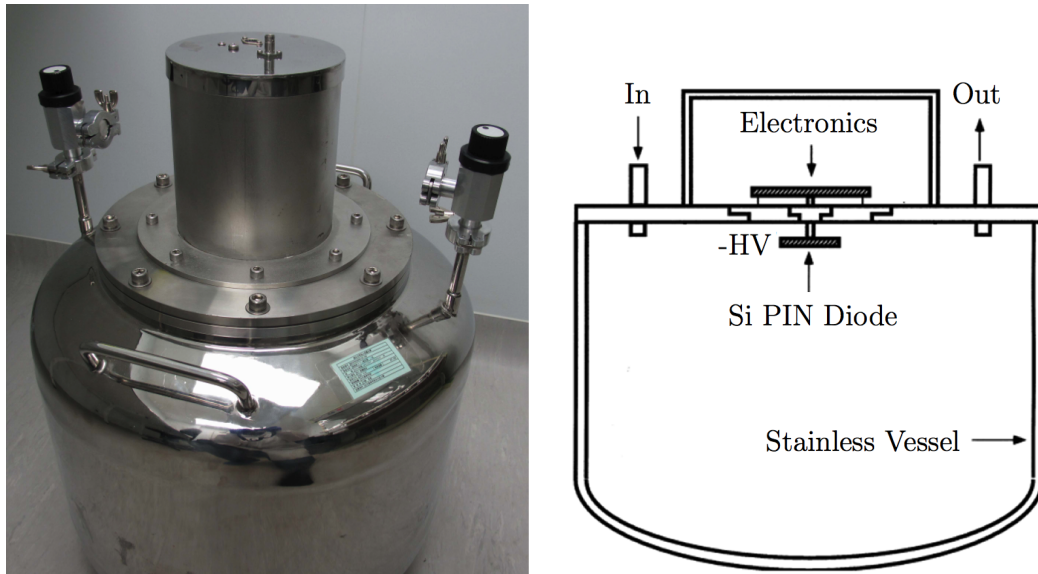 In
Out
Electronics
-HV
Si PIN Diode
Stainless Vessel